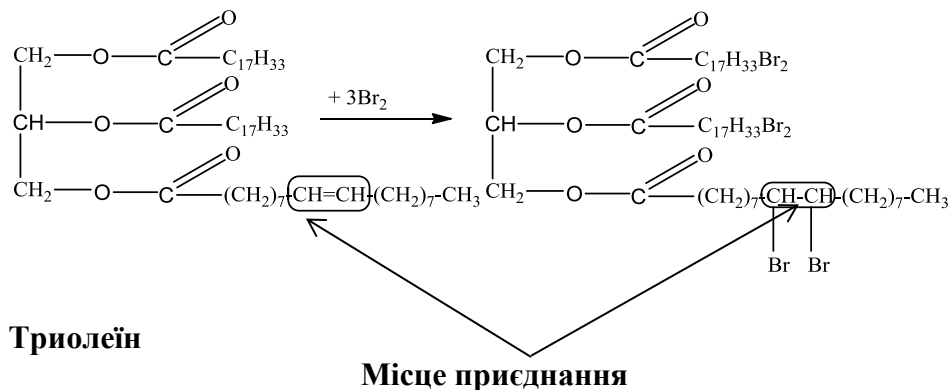 CH₂—O—C(=O)—C₁₇H₃₃
CH—O—C(=O)—C₁₇H₃₃
CH₂—O—C(=O)—(CH₂)₇-CH=CH-(CH₂)₇-CH₃
+ 3Br₂
CH₂—O—C(=O)—C₁₇H₃₃Br₂
CH—O—C(=O)—C₁₇H₃₃Br₂
CH₂—O—C(=O)—(CH₂)₇-CH-CH-(CH₂)₇-CH₃
Br Br
Триолеїн
Місце приєднання